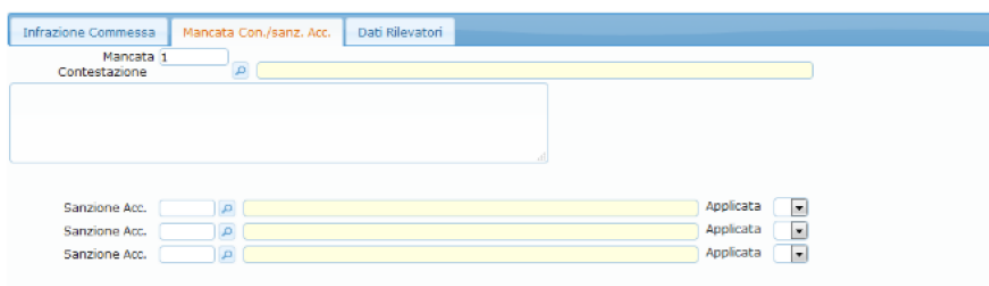 Infrazione Commessa Mancata Con./sanz. Acc. Dati Rilevatori
Mancata 1
Contestazione
Sanzione Acc. Applicata
Sanzione Acc. Applicata
Sanzione Acc. Applicata